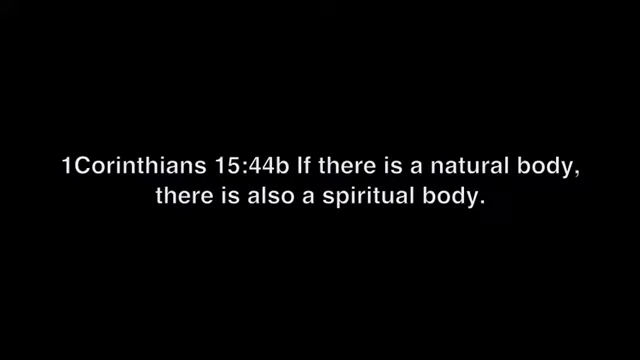 1Corinthians 15:44b If there is a natural body,
there is also a spiritual body.